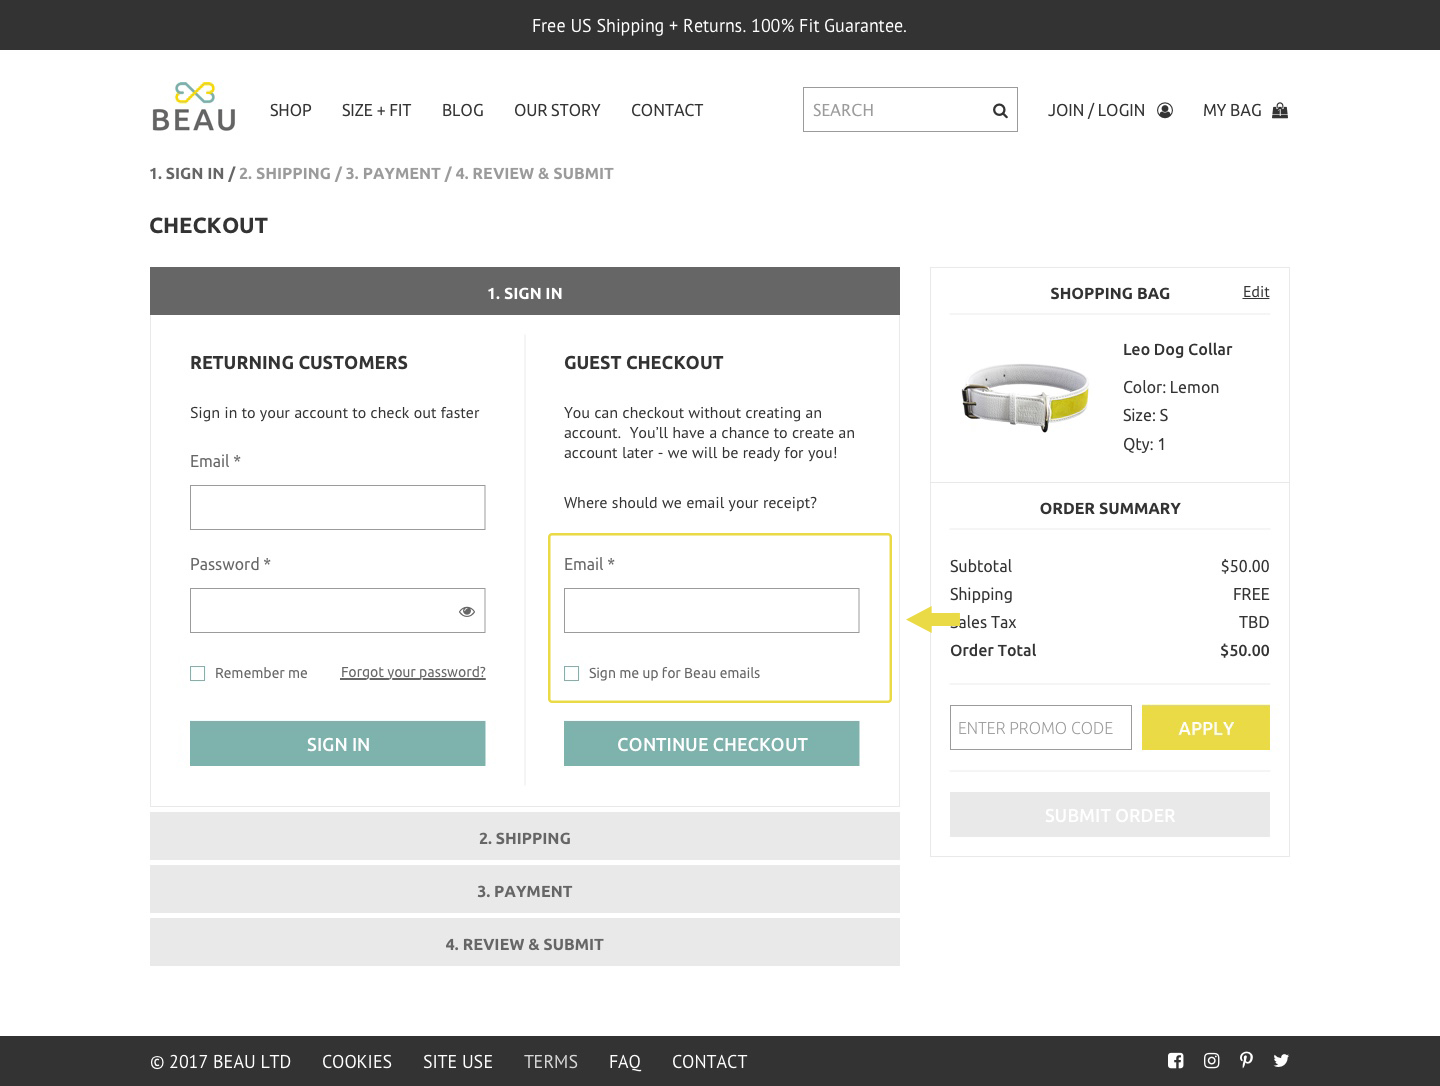 Free US Shipping + Returns. 100% Fit Guarantee.
BEAU
SHOP
SIZE + FIT
BLOG
OUR STORY
CONTACT
SEARCH
JOIN / LOGIN
MY BAG
1. SIGN IN / 2. SHIPPING / 3. PAYMENT / 4. REVIEW & SUBMIT
CHECKOUT
1. SIGN IN
RETURNING CUSTOMERS
Sign in to your account to check out faster
Email *
Password *
Remember me
Forgot your password?
SIGN IN
GUEST CHECKOUT
You can checkout without creating an
account.  You'll have a chance to create an
account later - we will be ready for you!
Where should we email your receipt?
Email *
Sign me up for Beau emails
CONTINUE CHECKOUT
2. SHIPPING
3. PAYMENT
4. REVIEW & SUBMIT
SHOPPING BAG
Edit
Leo Dog Collar
Color: Lemon
Size: S
Qty: 1
ORDER SUMMARY
Subtotal $50.00
Shipping FREE
Sales Tax TBD
Order Total $50.00
ENTER PROMO CODE
APPLY
SUBMIT ORDER
© 2017 BEAU LTD
COOKIES
SITE USE
TERMS
FAQ
CONTACT